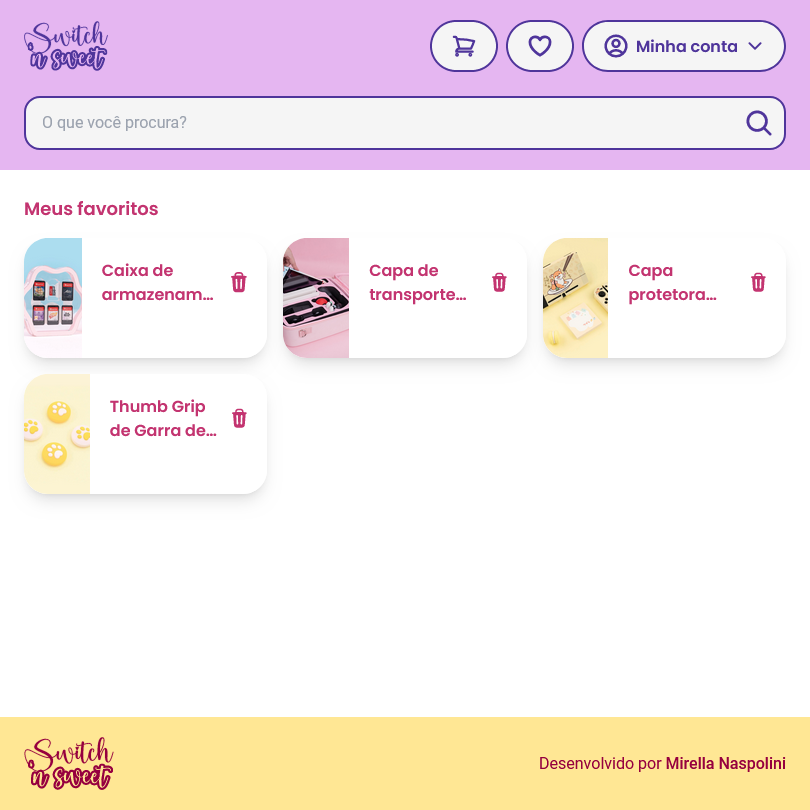 Switch
n sweet
Minha conta
O que você procura?
Meus favoritos
Caixa de
armazenam...
Capa de
transporte...
Capa
protetora...
Thumb Grip
de Garra de...
Switch
n sweet
Desenvolvido por Mirella Naspolini